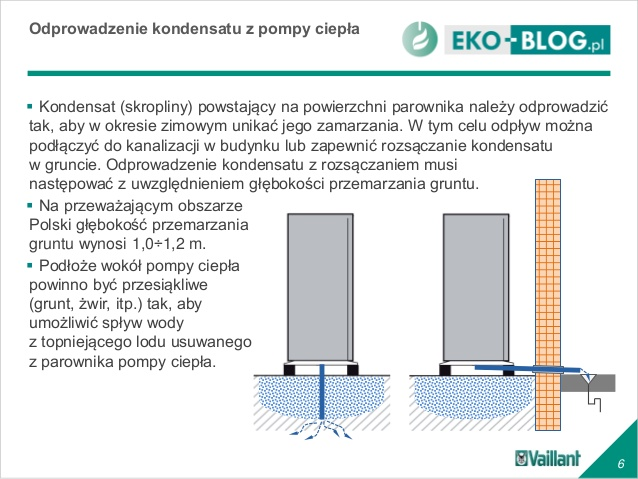 Odprowadzenie kondensatu z pompy ciepła
EKO-BLOG.pl
▪ Kondensat (skropliny) powstający na powierzchni parownika należy odprowadzić
tak, aby w okresie zimowym unikać jego zamarzania. W tym celu odpływ można
podłączyć do kanalizacji w budynku lub zapewnić rozsączanie kondensatu
w gruncie. Odprowadzenie kondensatu z rozsączaniem musi
następować z uwzględnieniem głębokości przemarzania gruntu.
▪ Na przeważającym obszarze
Polski głębokość przemarzania
gruntu wynosi 1,0÷1,2 m.
▪ Podłoże wokół pompy ciepła
powinno być przesiąkliwe
(grunt, żwir, itp.) tak, aby
umożliwić spływ wody
z topniejącego lodu usuwanego
z parownika pompy ciepła.
Vaillant
6